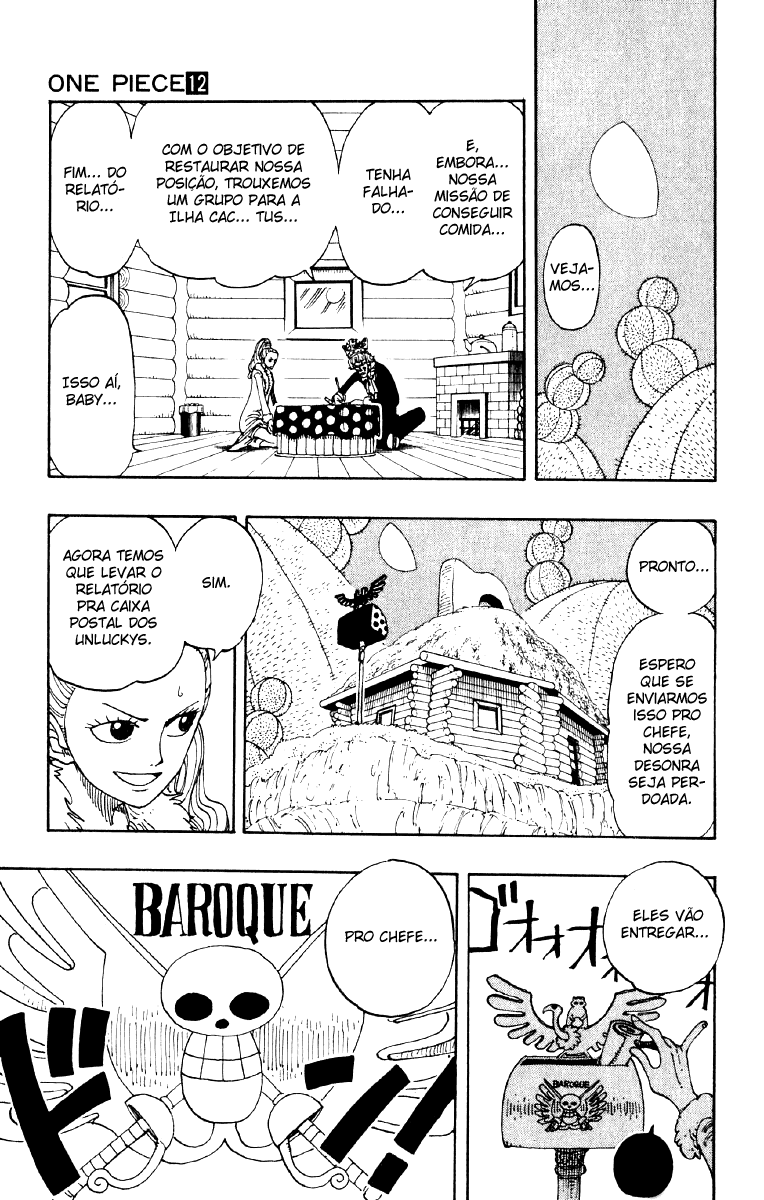 ONE PIECE 12
VEJA-
MOS...
E,
EMBORA...
NOSSA
MISSÃO DE
CONSEGUIR
COMIDA...
TENHA
FALHA-
DO...
COM O OBJETIVO DE
RESTAURAR NOSSA
POSIÇÃO, TROUXEMOS
UM GRUPO PARA A
ILHA CAC... TUS...
FIM... DO
RELATÓ-
RIO...
ISSO AÍ,
BABY...
PRONTO...
ESPERO
QUE SE
ENVIARMOS
ISSO PRO
CHEFE,
NOSSA
DESONRA
SEJA PER-
DOADA.
SIM.
AGORA TEMOS
QUE LEVAR O
RELATÓRIO
PRA CAIXA
POSTAL DOS
UNLUCKYS.
ELES VÃO
ENTREGAR...
ゴオォォ
BAROQUE
PRO CHEFE...
BAROQUE
ドン!!